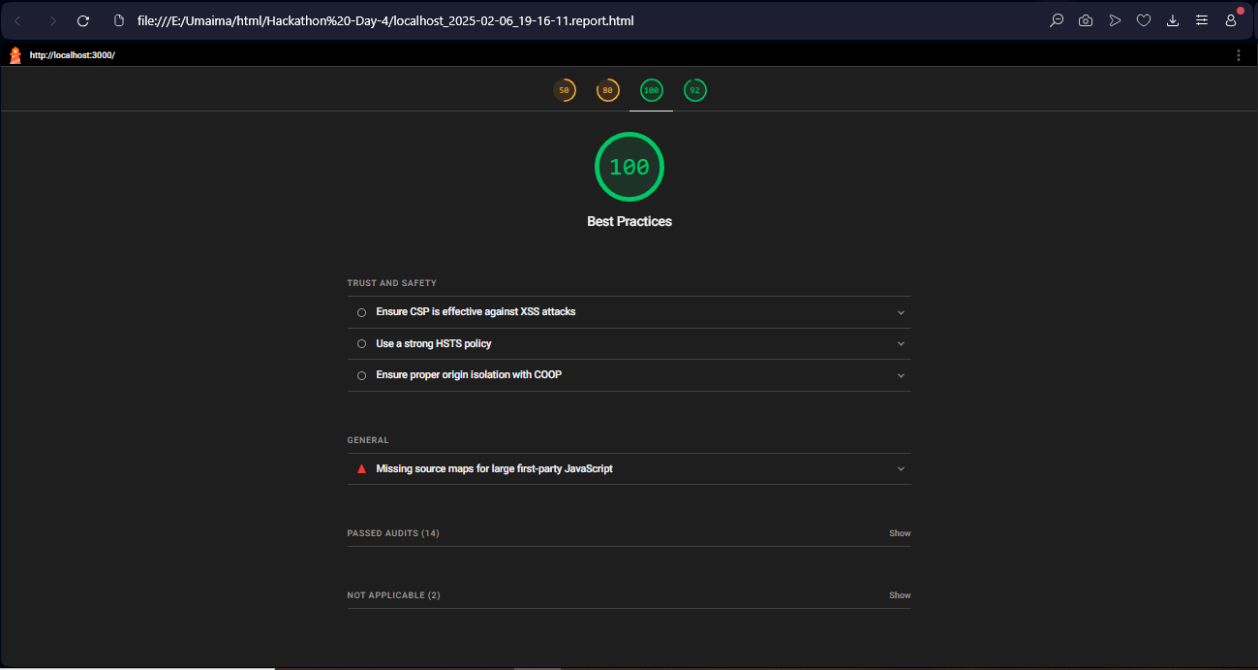 file:///E:/Umaima/html/Hackathon%20-Day-4/localhost_2025-02-06_19-16-11.report.html
http://localhost:3000/
50 80 100 92
100
Best Practices
TRUST AND SAFETY
Ensure CSP is effective against XSS attacks
Use a strong HSTS policy
Ensure proper origin isolation with COOP
GENERAL
Missing source maps for large first-party JavaScript
PASSED AUDITS (14) Show
NOT APPLICABLE (2) Show